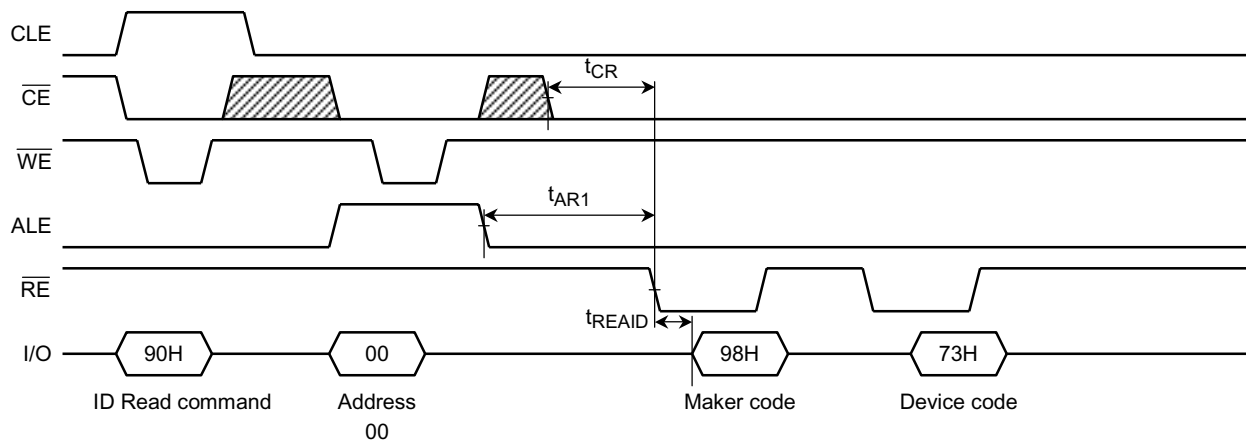 CLE
CE
tCR
WE
tAR1
ALE
RE
tREAID
I/O 90H 00 98H 73H
ID Read command Address Maker code Device code
00